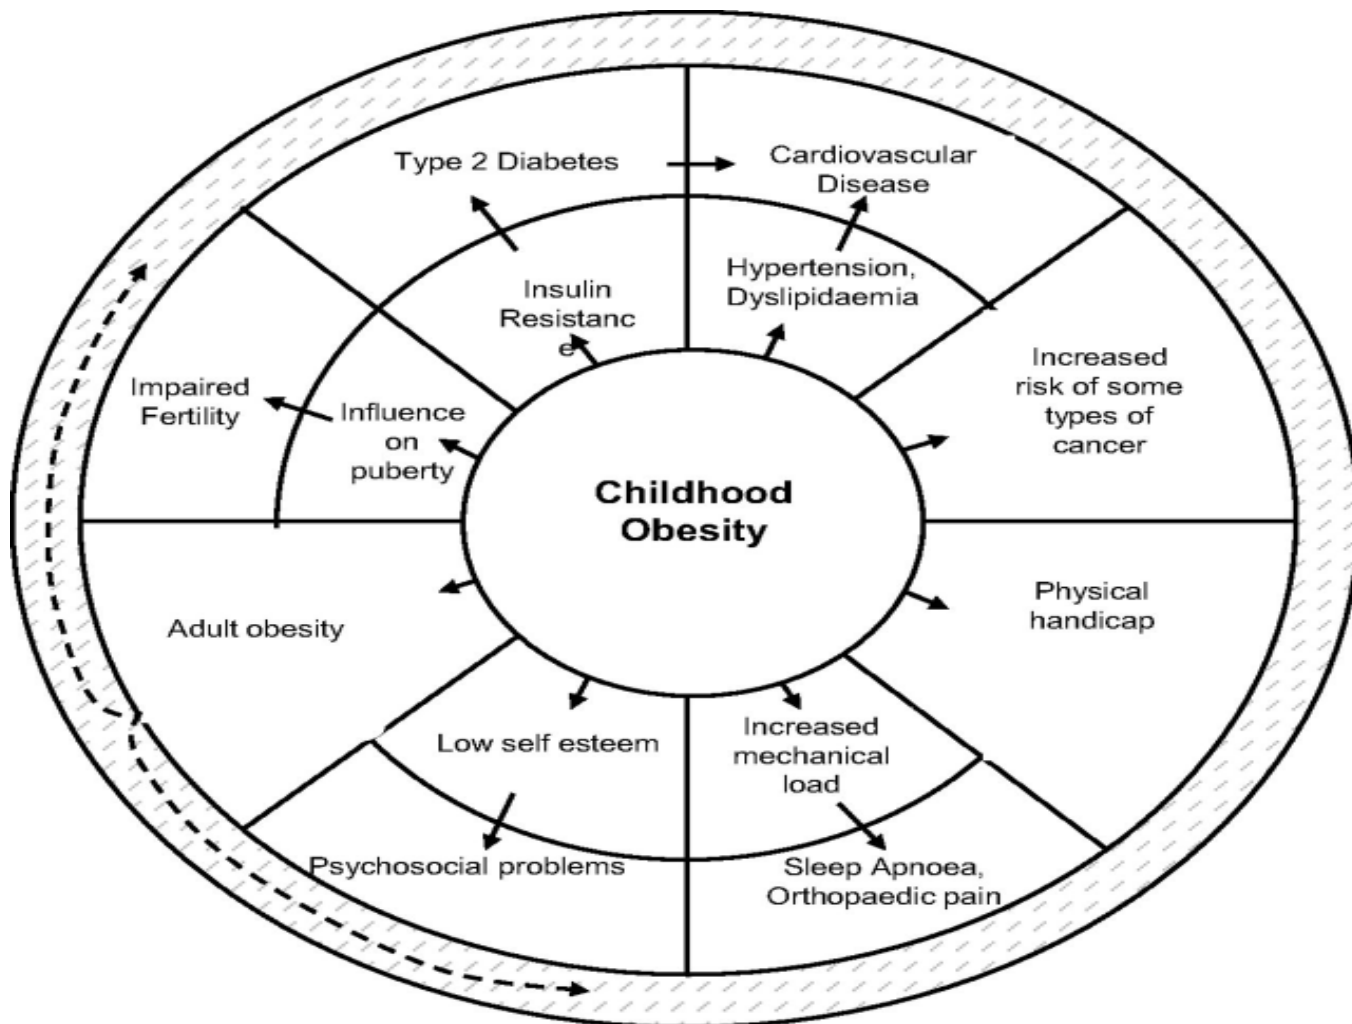 Type 2 Diabetes
Cardiovascular
Disease
Insulin
Resistanc
e
Hypertension,
Dyslipidaemia
Impaired
Fertility
Influence
on
puberty
Increased
risk of some
types of
cancer
Childhood
Obesity
Adult obesity
Physical
handicap
Low self esteem
Increased
mechanical
load
Psychosocial problems
Sleep Apnoea,
Orthopaedic pain